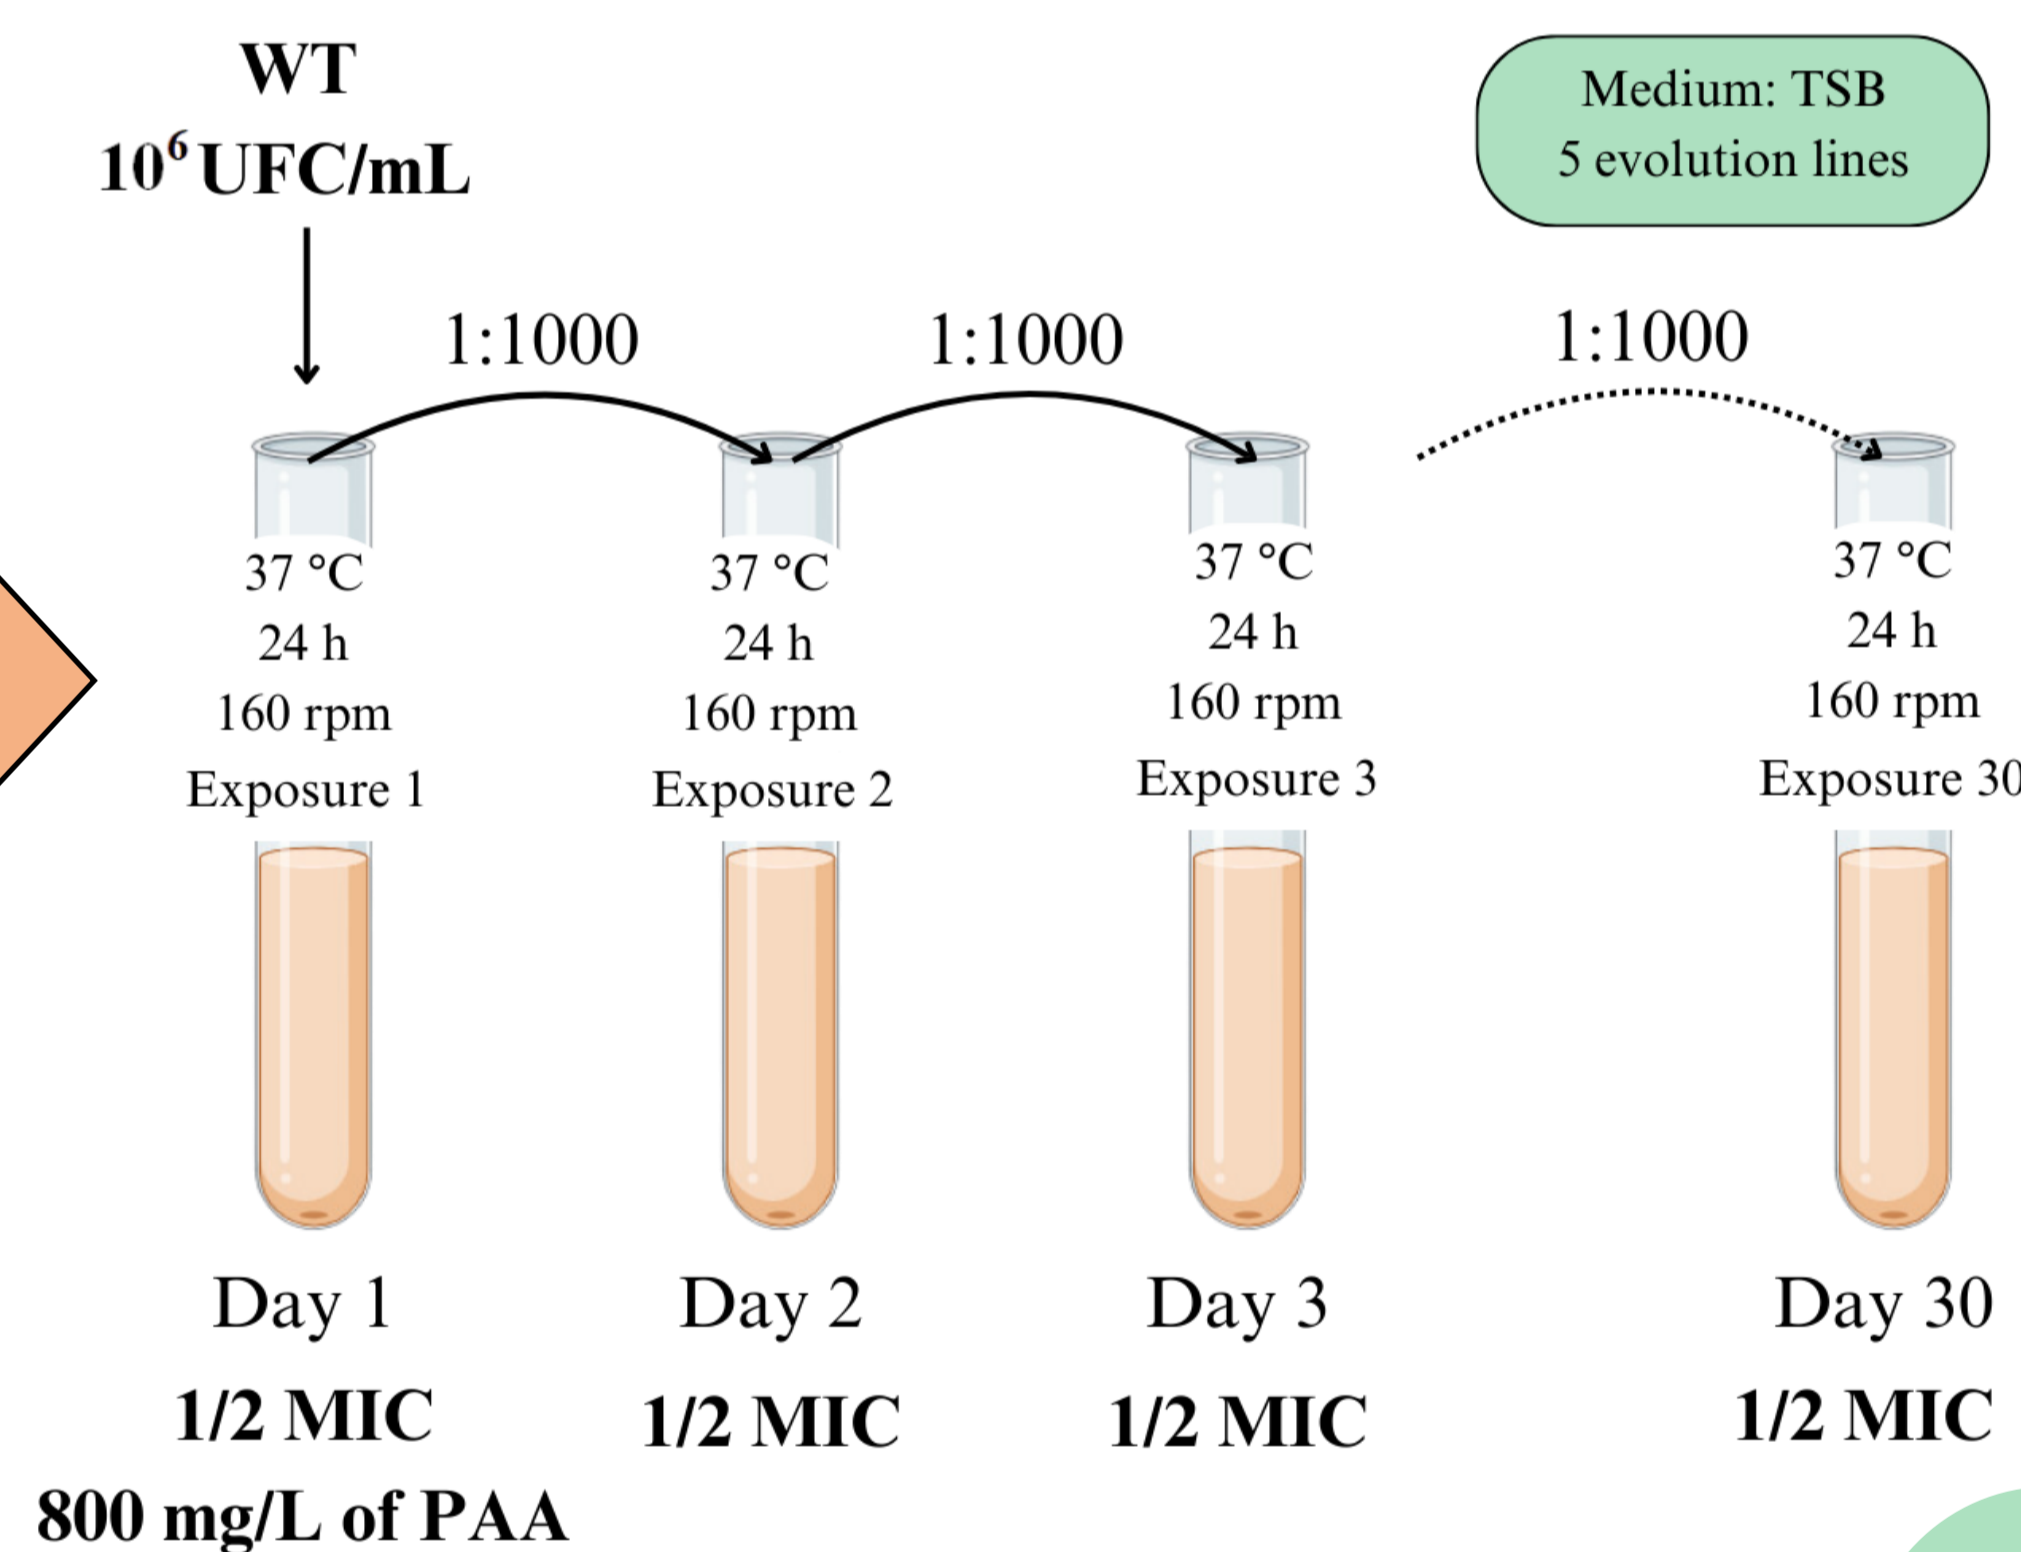 WT
10⁶ UFC/mL
Medium: TSB
5 evolution lines
1:1000
1:1000
1:1000
37 °C
24 h
160 rpm
Exposure 1
37 °C
24 h
160 rpm
Exposure 2
37 °C
24 h
160 rpm
Exposure 3
37 °C
24 h
160 rpm
Exposure 30
Day 1
1/2 MIC
800 mg/L of PAA
Day 2
1/2 MIC
Day 3
1/2 MIC
Day 30
1/2 MIC